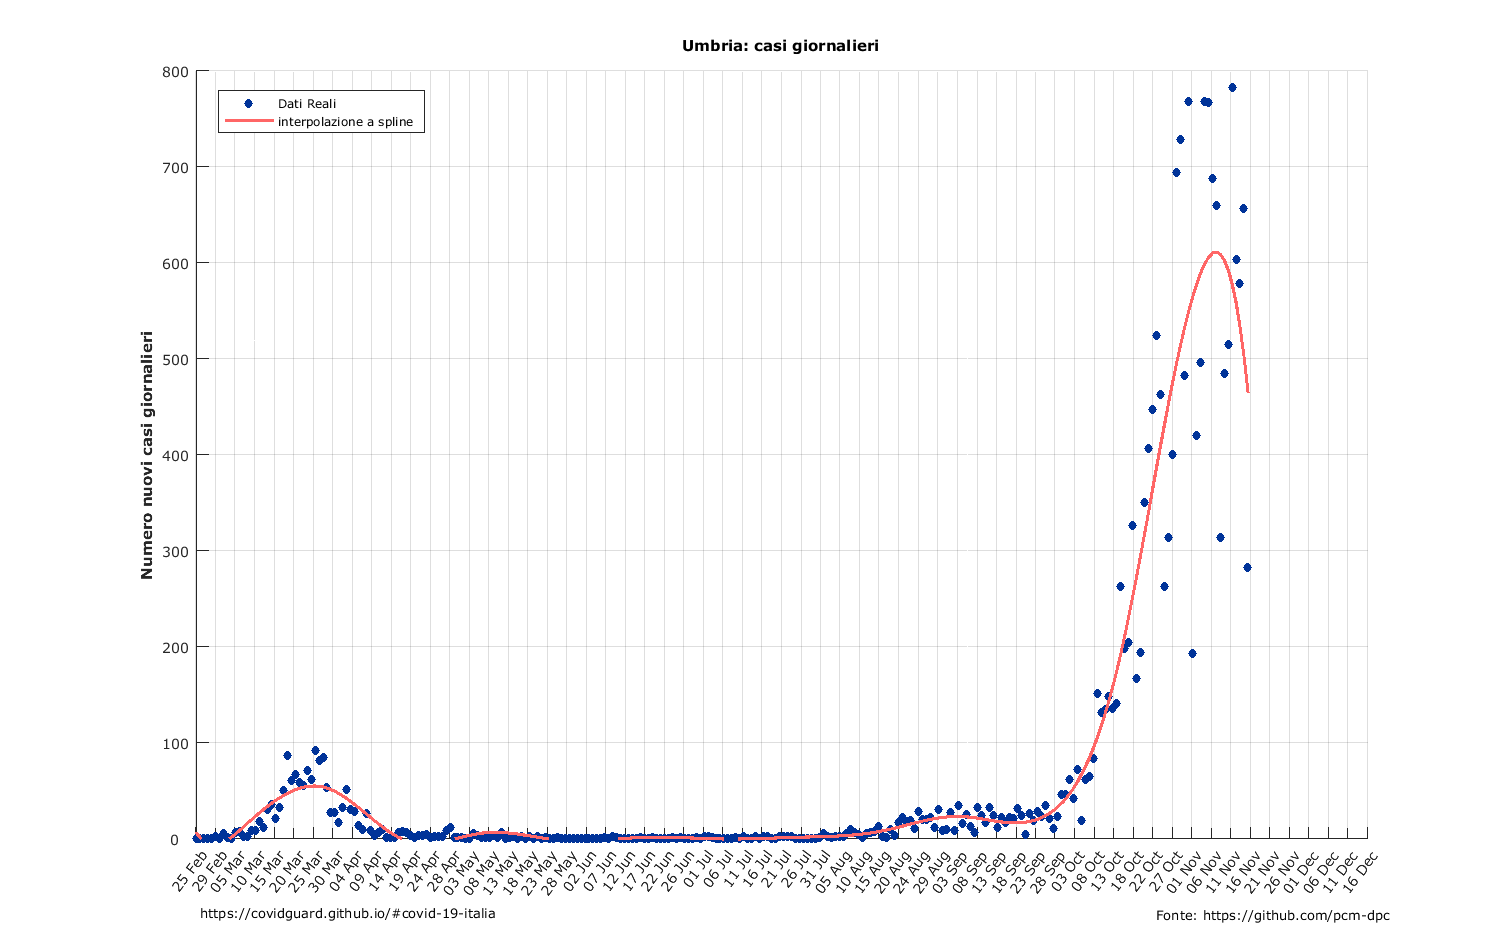 Umbria: casi giornalieri
Dati Reali
interpolazione a spline
Numero nuovi casi giornalieri
800
700
600
500
400
300
200
100
0
25 Feb
29 Feb
05 Mar
10 Mar
15 Mar
20 Mar
25 Mar
30 Mar
04 Apr
09 Apr
14 Apr
19 Apr
24 Apr
28 Apr
03 May
08 May
13 May
18 May
23 May
28 May
02 Jun
07 Jun
12 Jun
17 Jun
22 Jun
26 Jun
01 Jul
06 Jul
11 Jul
16 Jul
21 Jul
26 Jul
31 Jul
05 Aug
10 Aug
15 Aug
20 Aug
24 Aug
29 Aug
03 Sep
08 Sep
13 Sep
18 Sep
23 Sep
28 Sep
03 Oct
08 Oct
13 Oct
18 Oct
22 Oct
27 Oct
01 Nov
06 Nov
11 Nov
16 Nov
21 Nov
26 Nov
01 Dec
06 Dec
11 Dec
16 Dec
https://covidguard.github.io/#covid-19-italia
Fonte: https://github.com/pcm-dpc